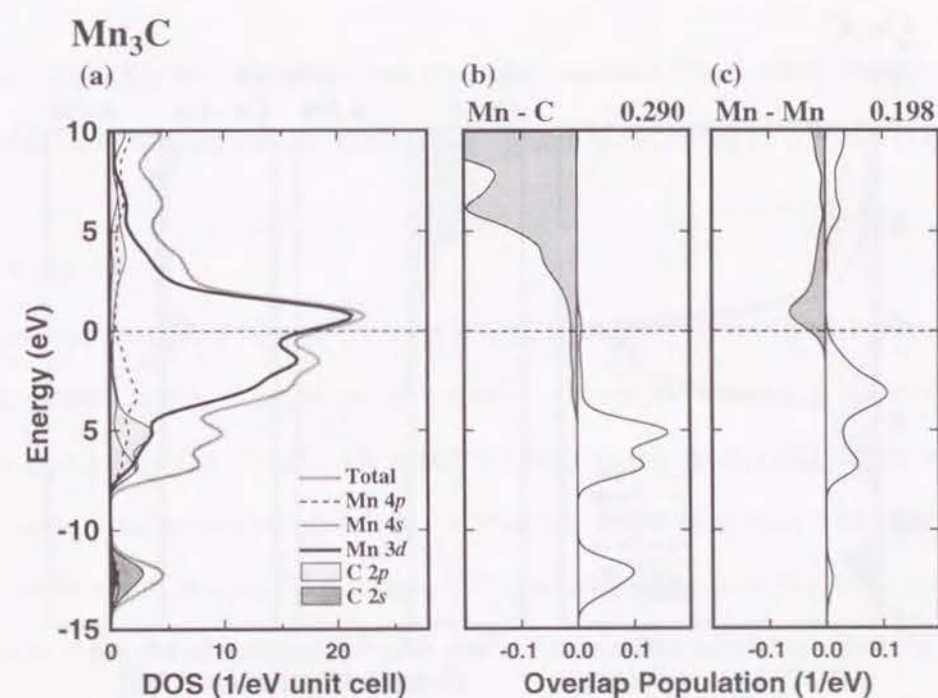 Mn3C
(a)
(b)
(c)
Mn - C 0.290
Mn - Mn 0.198
10
5
0
5
-10
-15
Energy (eV)
Total
Mn 4p
Mn 4s
Mn 3d
C 2p
C 2s
0 10 20
-0.1 0.0 0.1
-0.1 0.0 0.1
DOS (1/eV unit cell)
Overlap Population (1/eV)